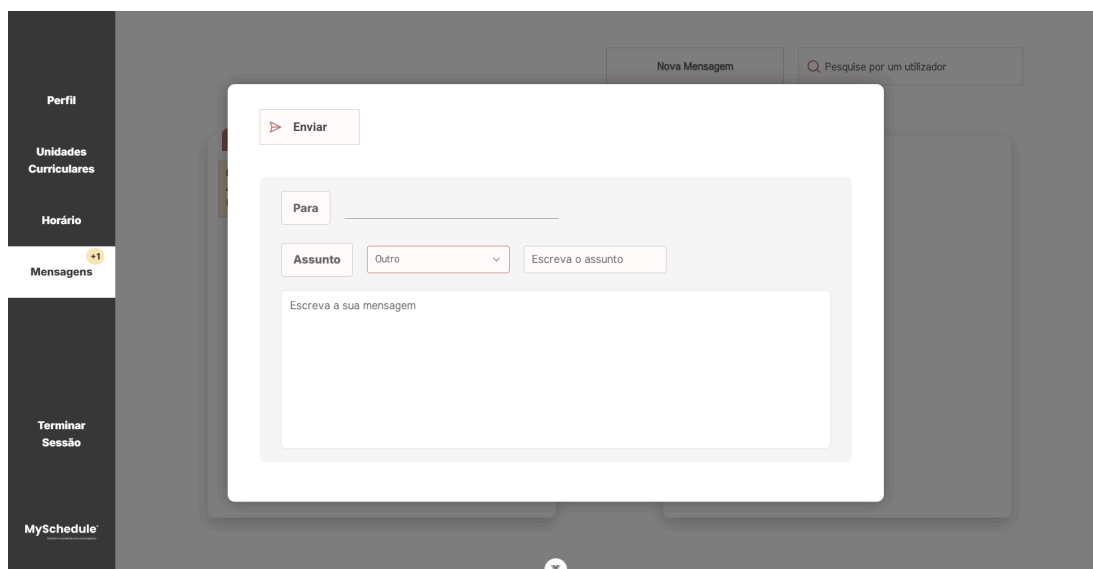 Nova Mensagem
Pesquise por um utilizador
Perfil
Unidades
Curriculares
Horário
+1
Mensagens
Terminar
Sessão
MySchedule
Enviar
Para
Assunto
Outro
Escreva o assunto
Escreva a sua mensagem